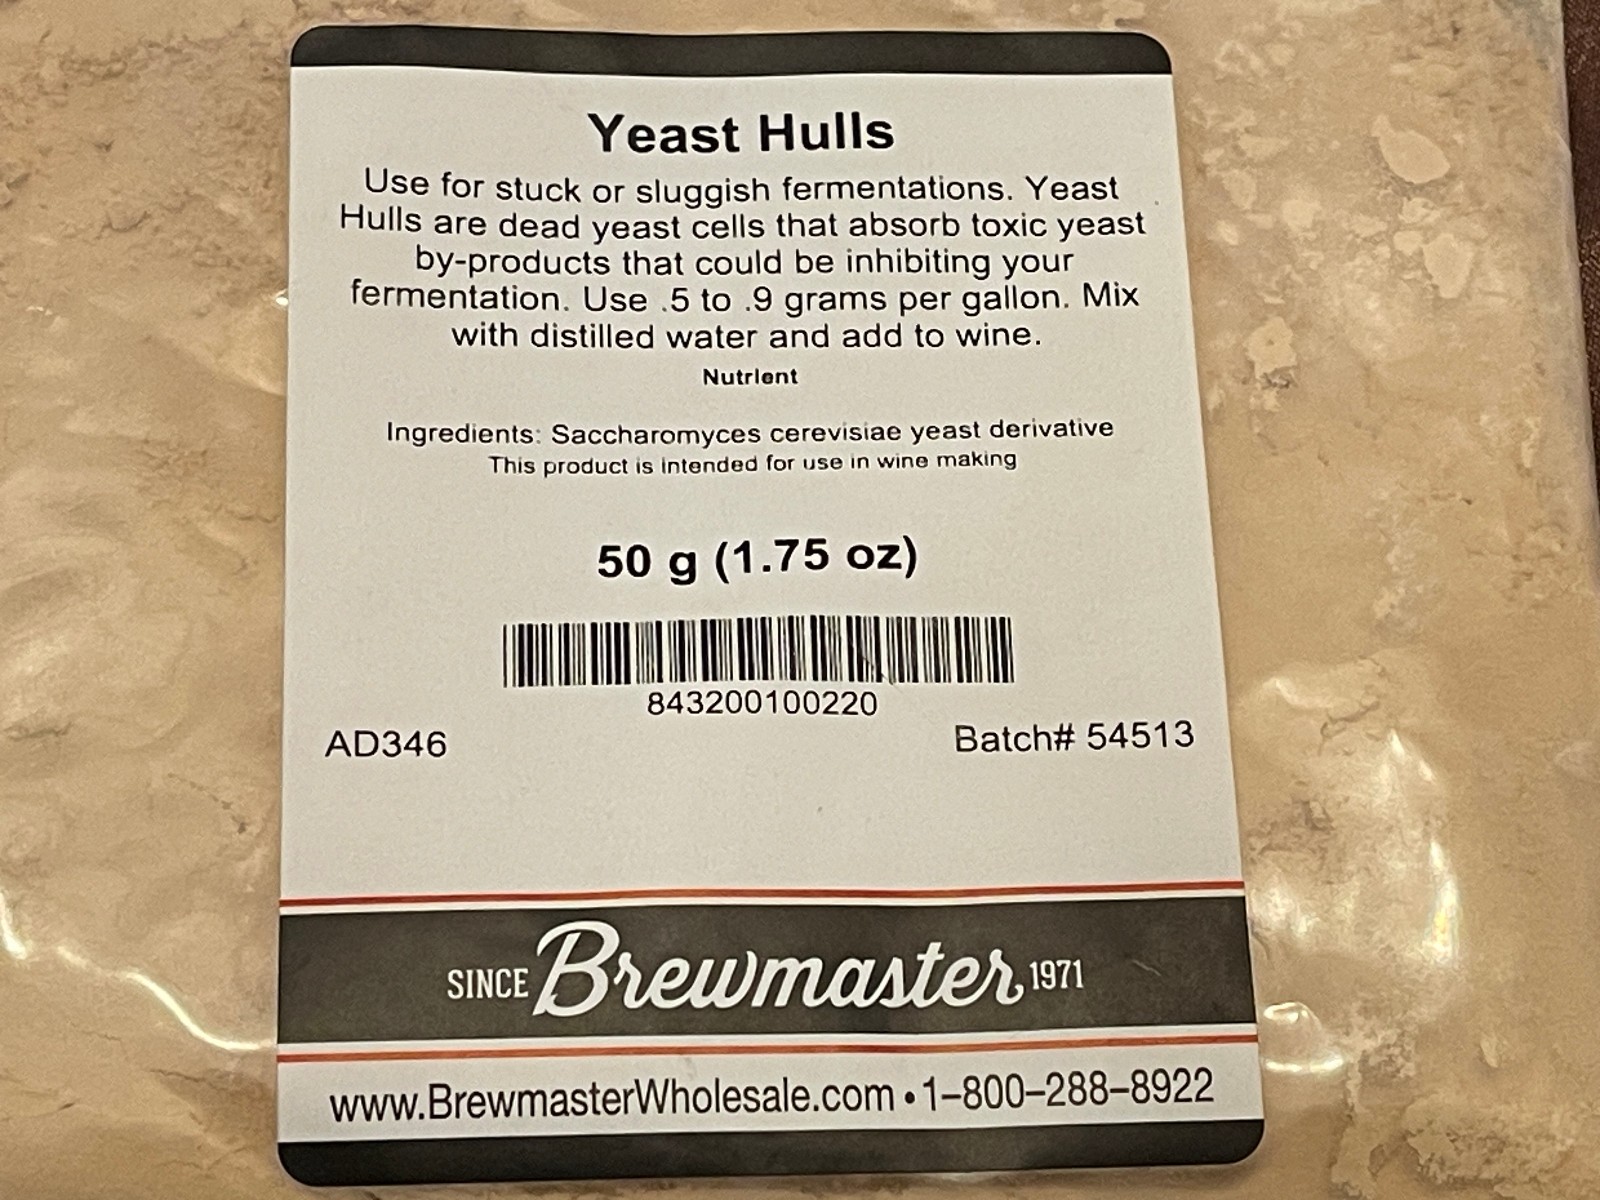 Yeast Hulls
Use for stuck or sluggish fermentations. Yeast
Hulls are dead yeast cells that absorb toxic yeast
by-products that could be inhibiting your
fermentation. Use .5 to .9 grams per gallon. Mix
with distilled water and add to wine.
Nutrient
Ingredients: Saccharomyces cerevisiae yeast derivative
This product is intended for use in wine making
50 g (1.75 oz)
843200100220
AD346 Batch# 54513
SINCE Brewmaster 1971
www.BrewmasterWholesale.com • 1-800-288-8922